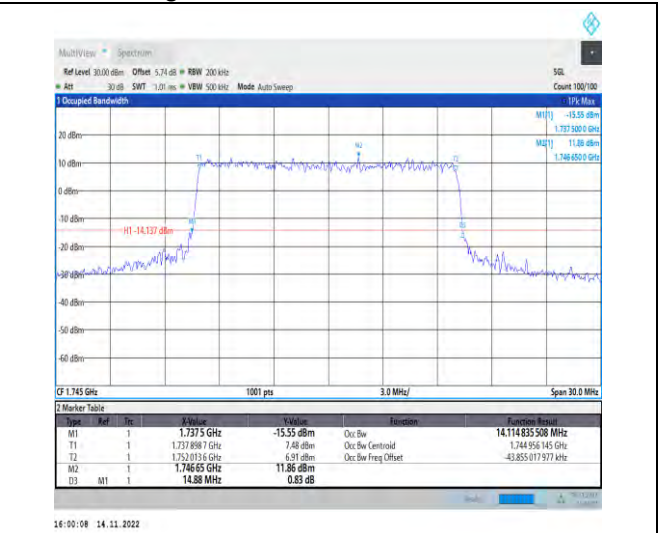 MultiView Spectrum
Ref Level 30.00 dBm Offset 5.74 dB RBW 200 kHz SGL
Att 30 dB SWT 1.01 ms VBW 500 kHz Mode Auto Sweep Count 100/100
1 Occupied Bandwidth 1Pk Max
M1[1] -15.55 dBm
1.737 500 0 GHz
M2[1] 11.86 dBm
1.746 650 0 GHz
20 dBm
M2
T1 T2
10 dBm
0 dBm
-10 dBm
M1 D3
H1 -14.137 dBm
-20 dBm
-30 dBm
-40 dBm
-50 dBm
-60 dBm
CF 1.745 GHz 1001 pts 3.0 MHz/ Span 30.0 MHz
2 Marker Table
Type Ref Trc X-Value Y-Value Function Function Result
M1 1 1.737 5 GHz -15.55 dBm Occ Bw 14.114 835 508 MHz
T1 1 1.737 898 7 GHz 7.48 dBm Occ Bw Centroid 1.744 956 145 GHz
T2 1 1.752 013 6 GHz 6.91 dBm Occ Bw Freq Offset -43.855 017 977 kHz
M2 1 1.746 65 GHz 11.86 dBm
D3 M1 1 14.88 MHz 0.83 dB
16:00:08 14.11.2022